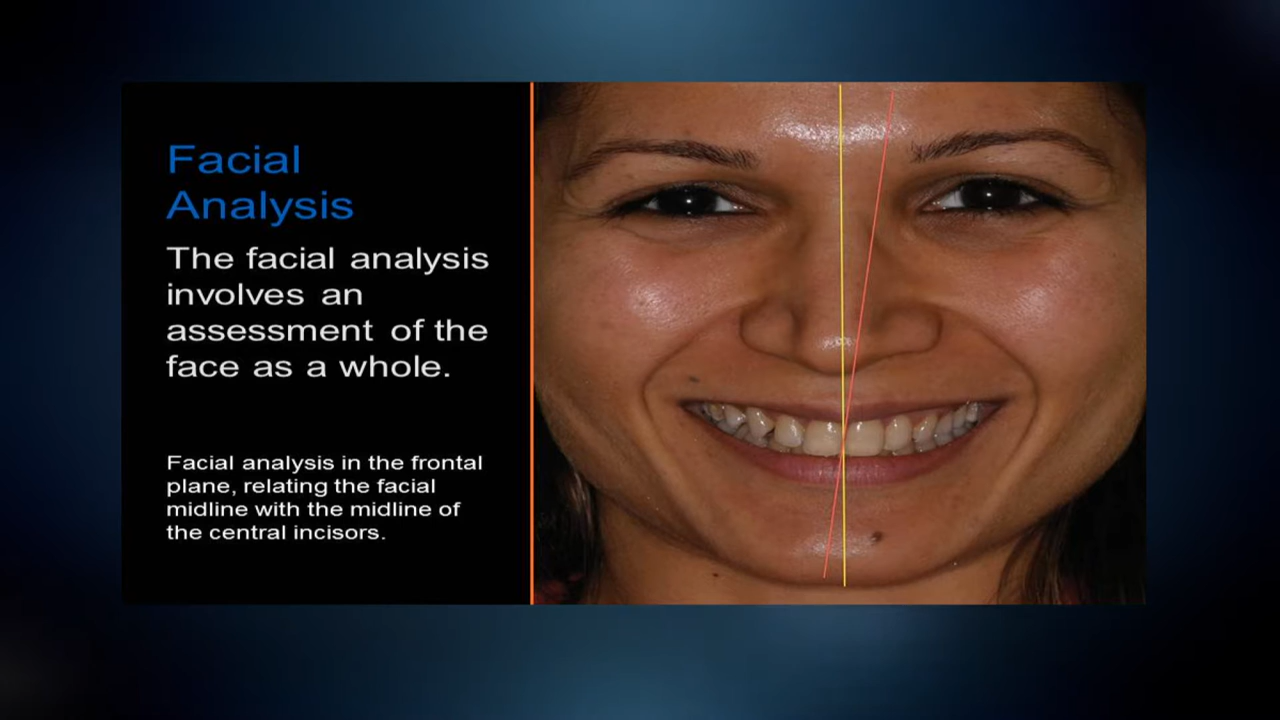 Facial
Analysis
The facial analysis
involves an
assessment of the
face as a whole.
Facial analysis in the frontal
plane, relating the facial
midline with the midline of
the central incisors.